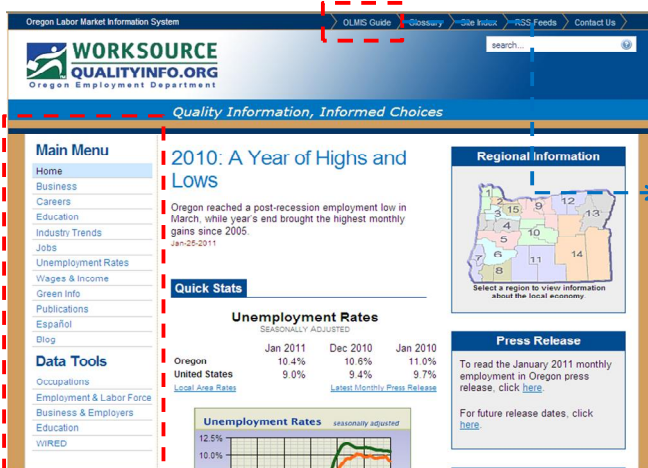 Oregon Labor Market Information System
OLMIS Guide Glossary Site Index RSS Feeds Contact Us
WORKSOURCE
QUALITYINFO.ORG
Oregon Employment Department
search...
Quality Information, Informed Choices
Main Menu
Home
Business
Careers
Education
Industry Trends
Jobs
Unemployment Rates
Wages & Income
Green Info
Publications
Español
Blog
Data Tools
Occupations
Employment & Labor Force
Business & Employers
Education
WIRED
2010: A Year of Highs and
Lows
Oregon reached a post-recession employment low in
March, while year's end brought the highest monthly
gains since 2005.
Jan-25-2011
Quick Stats
Unemployment Rates
SEASONALLY ADJUSTED
Jan 2011 Dec 2010 Jan 2010
Oregon 10.4% 10.6% 11.0%
United States 9.0% 9.4% 9.7%
Local Area Rates Latest Monthly Press Release
Unemployment Rates seasonally adjusted
12.5%
10.0%
Regional Information
1 2 3 15 9 12 13
4 5 10
7 6 8 11 14
Select a region to view information
about the local economy.
Press Release
To read the January 2011 monthly
employment in Oregon press
release, click here.
For future release dates, click
here.